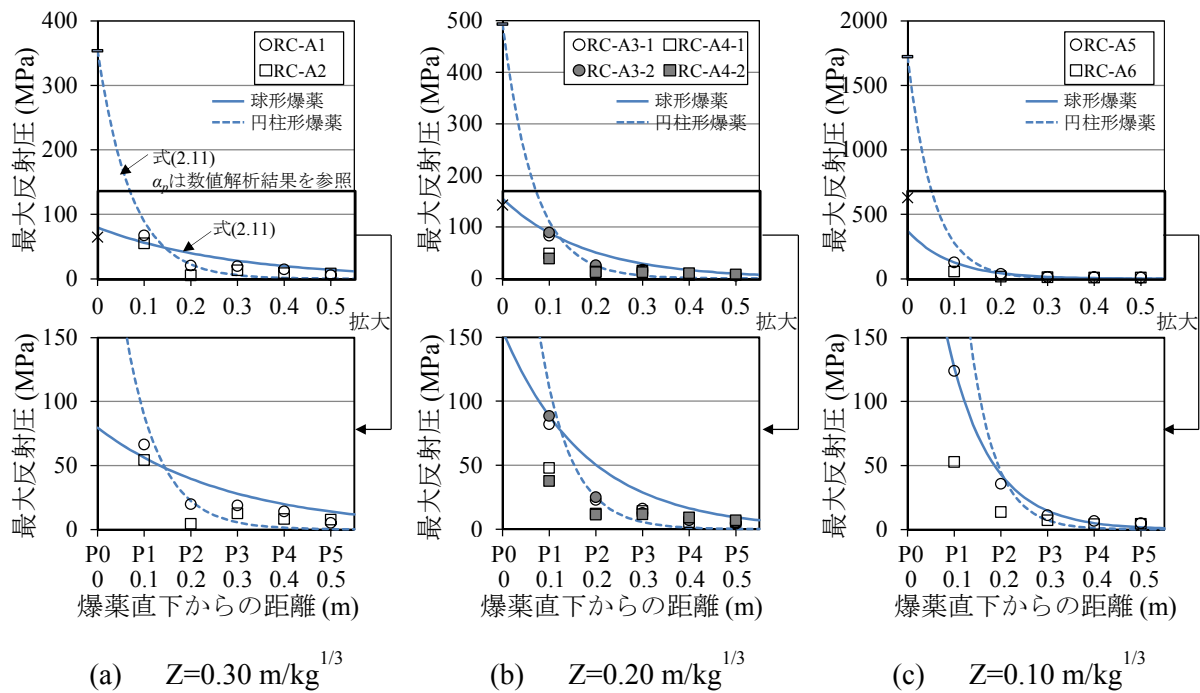 400
300
200
100
0
最大反射圧 (MPa)
RC-A1
RC-A2
球形爆薬
円柱形爆薬
式(2.11)
αpは数値解析結果を参照
式(2.11)
0 0.1 0.2 0.3 0.4 0.5
拡大
500
400
300
200
100
0
最大反射圧 (MPa)
RC-A3-1 RC-A4-1
RC-A3-2 RC-A4-2
球形爆薬
円柱形爆薬
0 0.1 0.2 0.3 0.4 0.5
拡大
2000
1500
1000
500
0
最大反射圧 (MPa)
RC-A5
RC-A6
球形爆薬
円柱形爆薬
0 0.1 0.2 0.3 0.4 0.5
拡大
150
100
50
0
最大反射圧 (MPa)
P0 P1 P2 P3 P4 P5
0 0.1 0.2 0.3 0.4 0.5
爆薬直下からの距離 (m)
150
100
50
0
最大反射圧 (MPa)
P0 P1 P2 P3 P4 P5
0 0.1 0.2 0.3 0.4 0.5
爆薬直下からの距離 (m)
150
100
50
0
最大反射圧 (MPa)
P0 P1 P2 P3 P4 P5
0 0.1 0.2 0.3 0.4 0.5
爆薬直下からの距離 (m)
(a) Z=0.30 m/kg^1/3
(b) Z=0.20 m/kg^1/3
(c) Z=0.10 m/kg^1/3